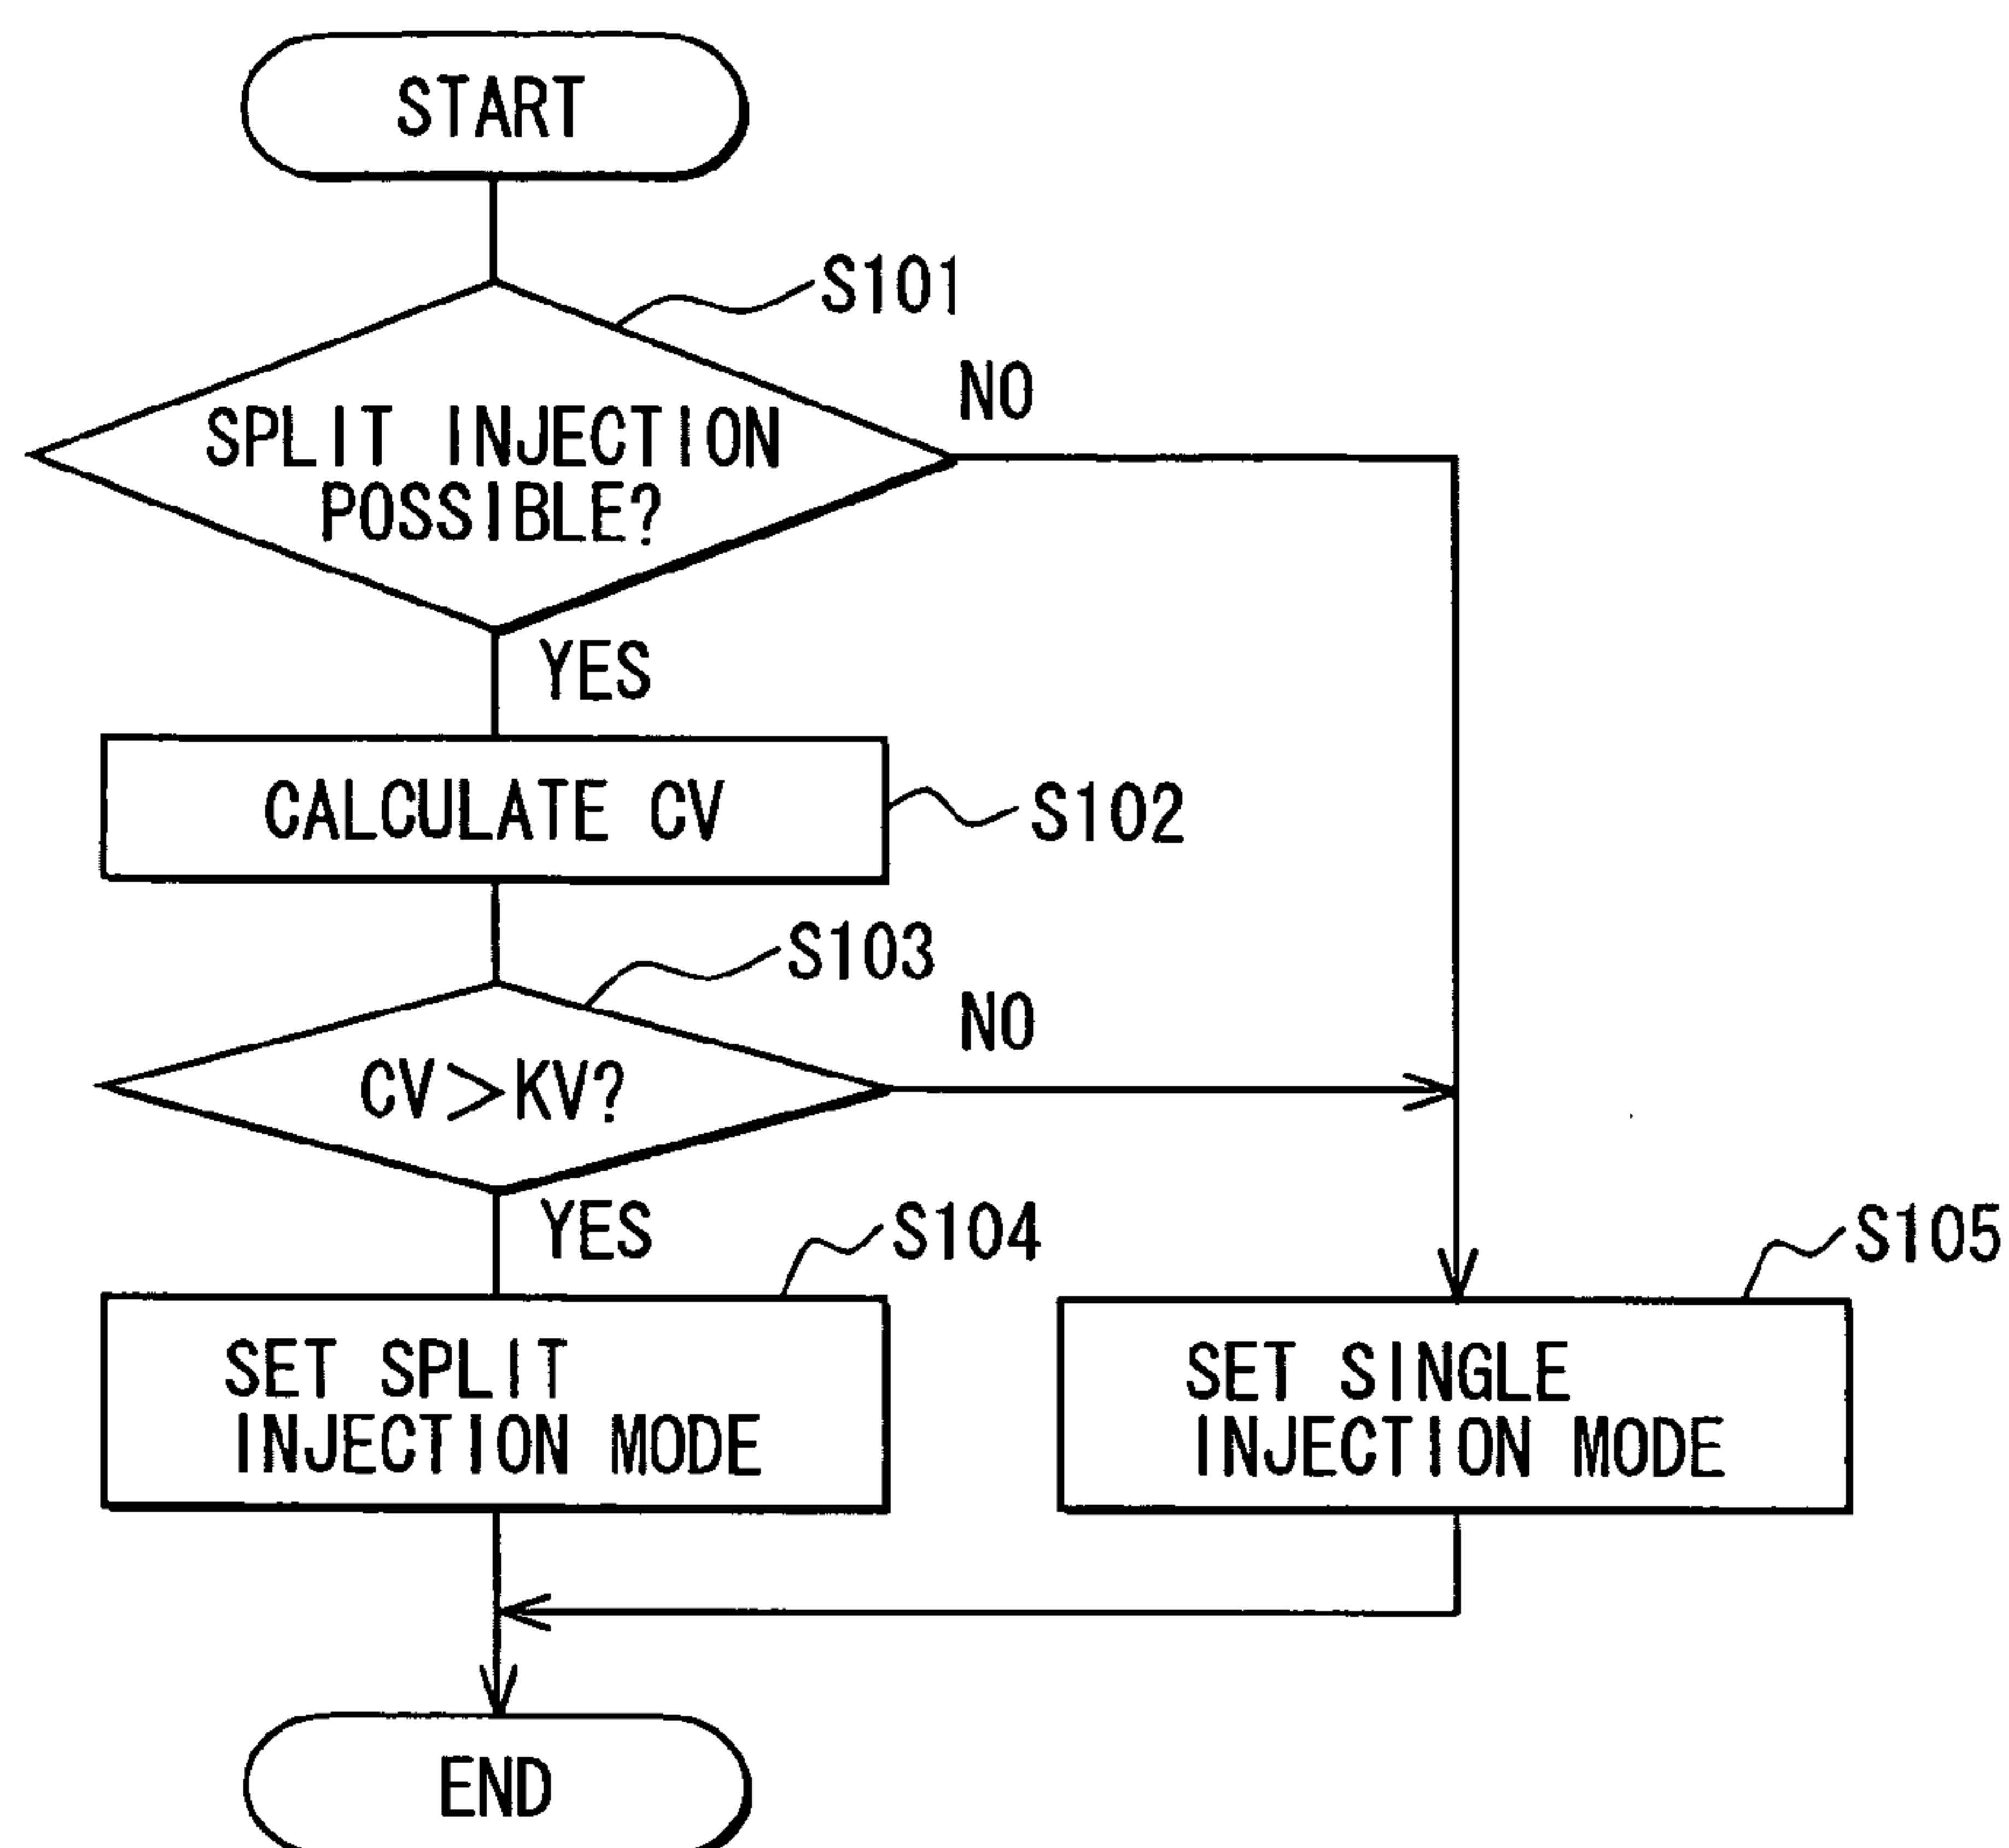 START
S101
NO
SPLIT INJECTION
POSSIBLE?
YES
CALCULATE CV
S102
S103
NO
CV>KV?
YES
S104
S105
SET SPLIT
INJECTION MODE
SET SINGLE
INJECTION MODE
END